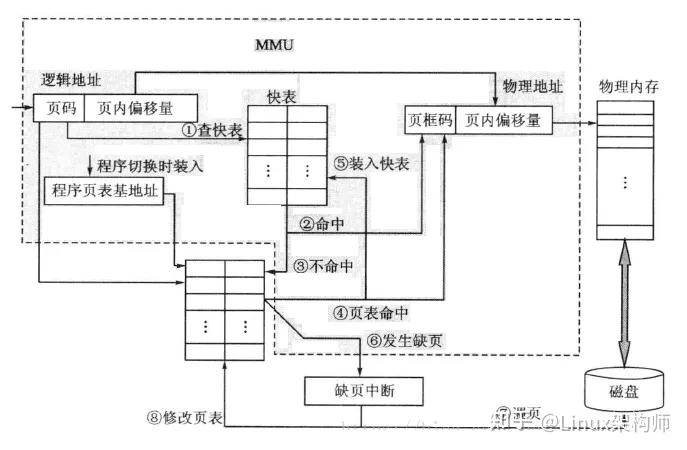 MMU
逻辑地址
页码
页内偏移量
①查快表
程序切换时装入
程序页表基地址
快表
⑤装入快表
②命中
③不命中
④页表命中
⑥发生缺页
缺页中断
⑧修改页表
物理地址
页框码
页内偏移量
物理内存
磁盘
知乎 @Linux架构师